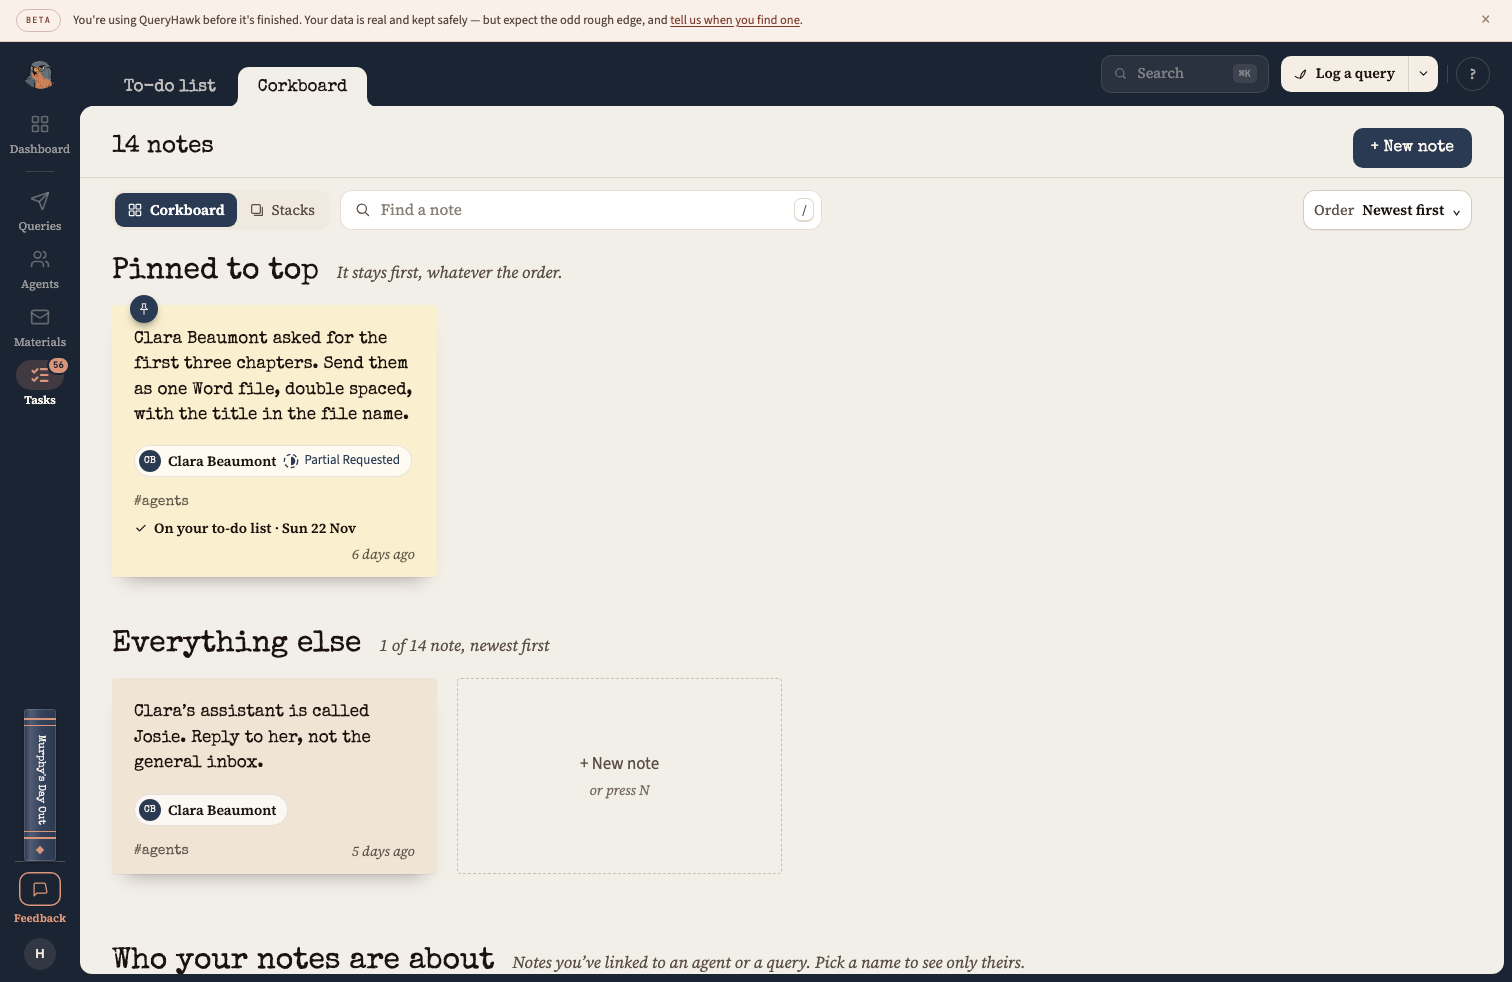 BETA You're using QueryHawk before it's finished. Your data is real and kept safely — but expect the odd rough edge, and tell us when you find one. ×
To-do list
Corkboard
Search ⌘K
Log a query
?
Dashboard
Queries
Agents
Materials
56
Tasks
Murphy's Day Out
Feedback
H
14 notes
+ New note
Corkboard
Stacks
Find a note /
Order Newest first
Pinned to top It stays first, whatever the order.
Clara Beaumont asked for the
first three chapters. Send them
as one Word file, double spaced,
with the title in the file name.
CB Clara Beaumont Partial Requested
#agents
✓ On your to-do list · Sun 22 Nov
6 days ago
Everything else 1 of 14 note, newest first
Clara’s assistant is called
Josie. Reply to her, not the
general inbox.
CB Clara Beaumont
#agents 5 days ago
+ New note
or press N
Who your notes are about Notes you’ve linked to an agent or a query. Pick a name to see only theirs.